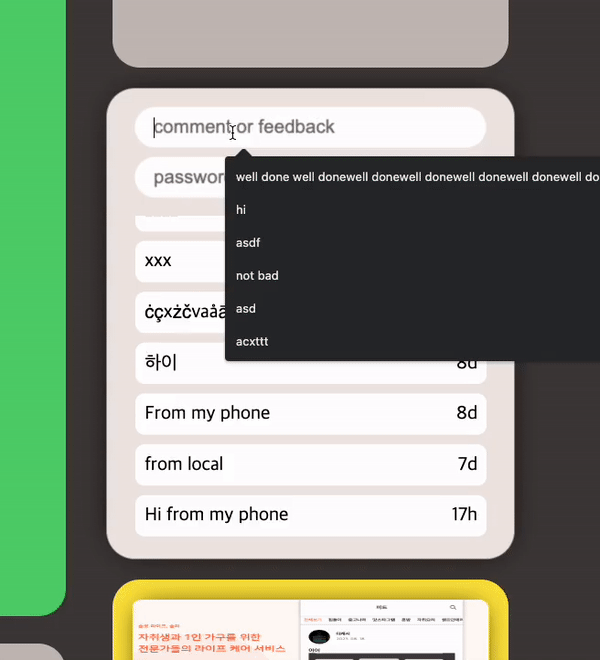 comment or feedback
passwor
well done well donewell donewell donewell donewell donewell do
hi
asdf
not bad
asd
acxttt
xxx
하이
8d
From my phone
8d
from local
7d
Hi from my phone
17h
자취생과 1인 가구를 위한
전문가들의 라이프 케어 서비스